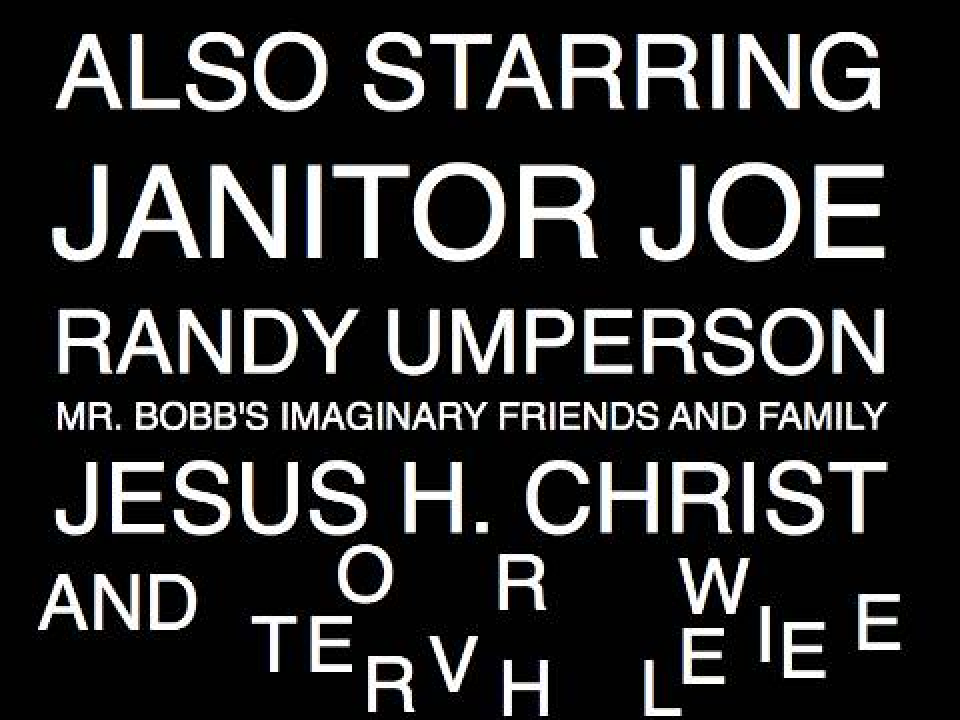 ALSO STARRING
JANITOR JOE
RANDY UMPERSON
MR. BOBB'S IMAGINARY FRIENDS AND FAMILY
JESUS H. CHRIST
AND T E O R V R H L E W I E E